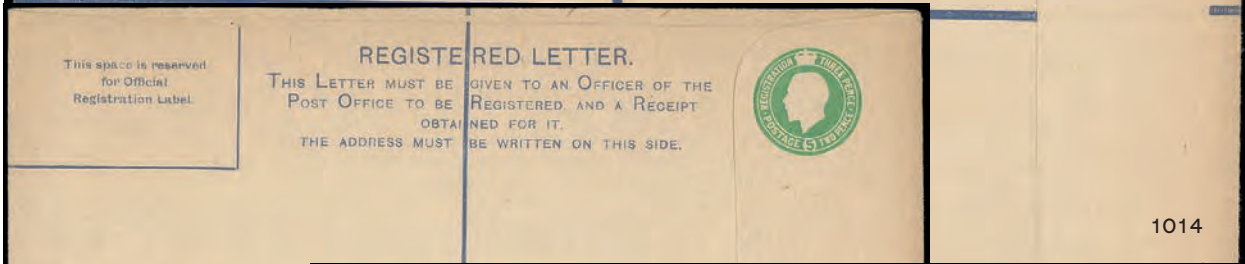 This space is reserved
for Official
Registration Label.
REGISTERED LETTER.
THIS LETTER MUST BE GIVEN TO AN OFFICER OF THE
POST OFFICE TO BE REGISTERED, AND A RECEIPT
OBTAINED FOR IT.
THE ADDRESS MUST BE WRITTEN ON THIS SIDE.
REGISTRATION THREE PENCE
POSTAGE 5 TWO PENCE
1014